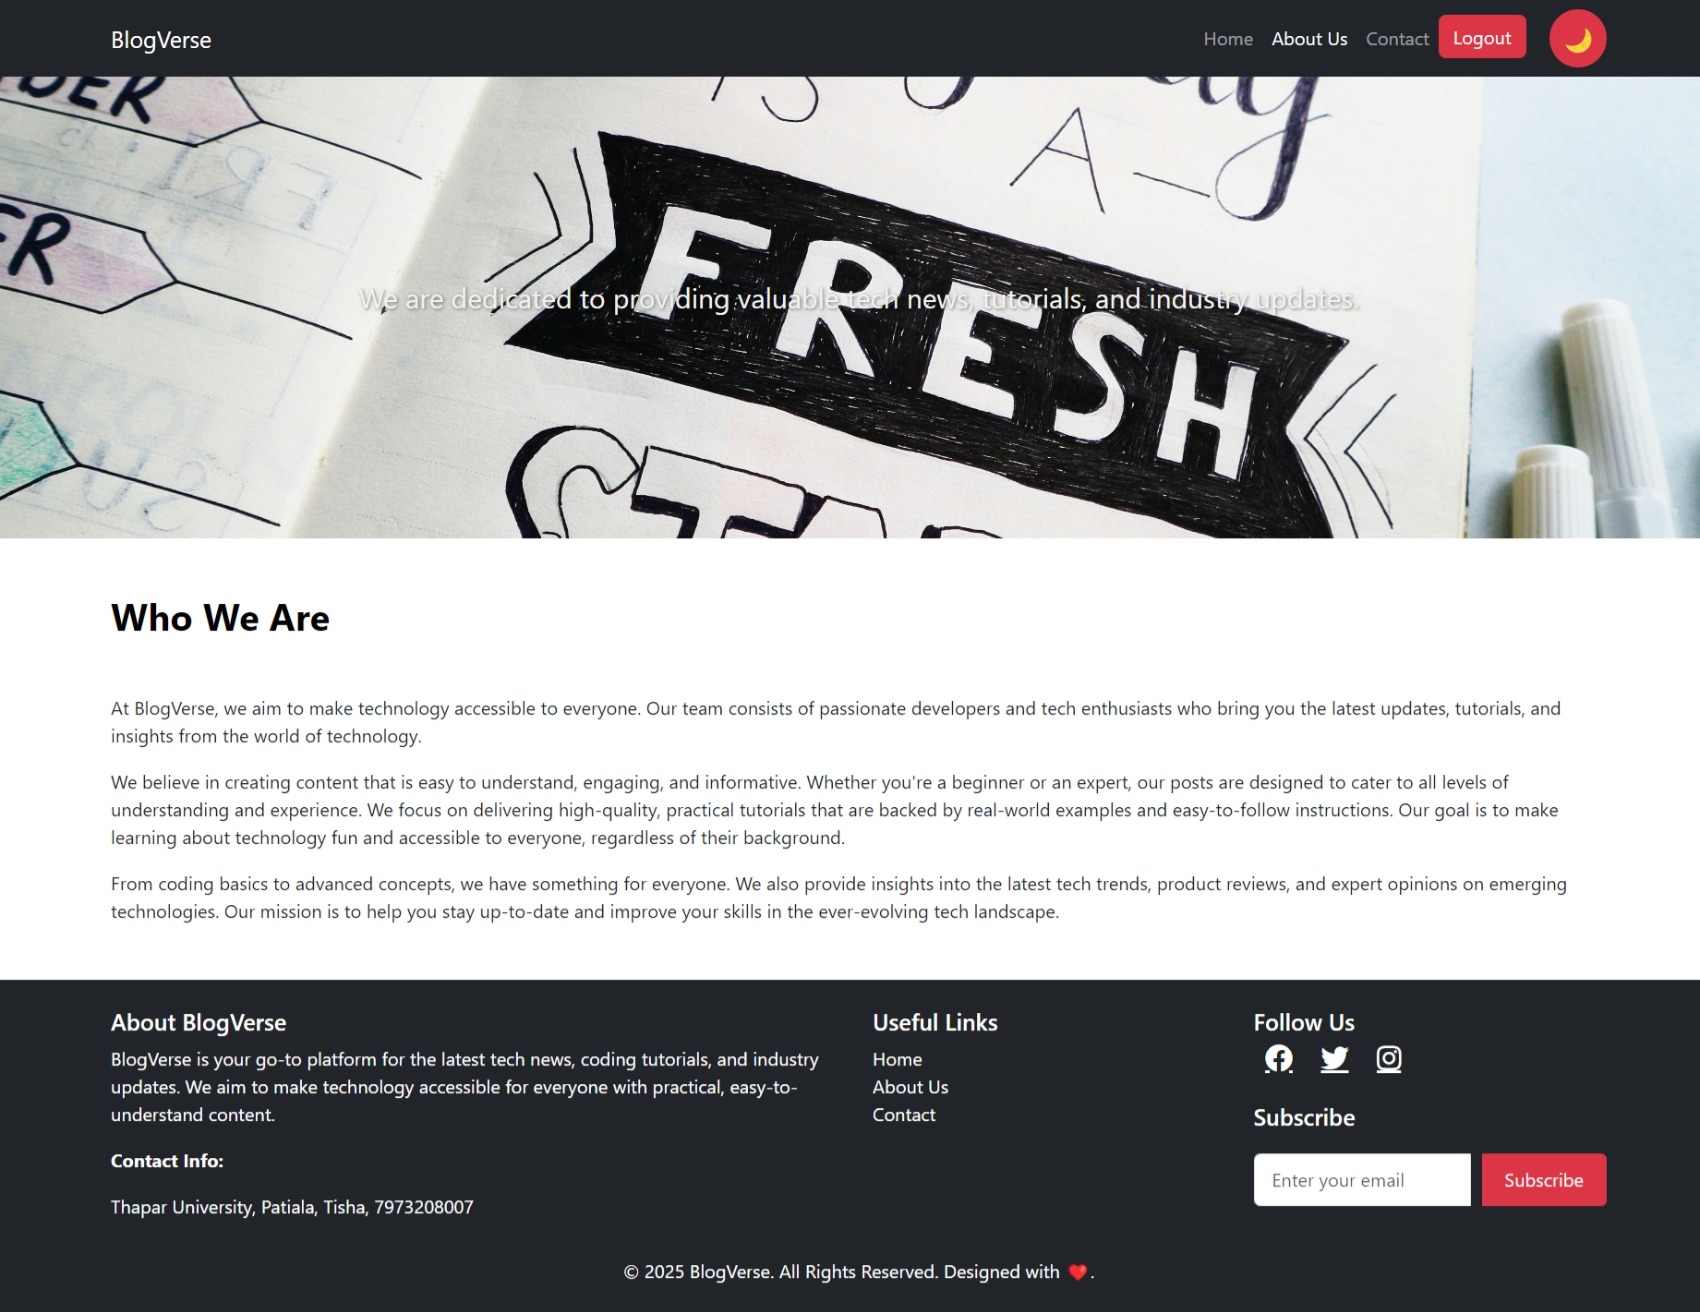 BlogVerse
Home About Us Contact Logout
DER
ER
is
A
FRESH
We are dedicated to providing valuable tech news, tutorials, and industry updates.
Who We Are
At BlogVerse, we aim to make technology accessible to everyone. Our team consists of passionate developers and tech enthusiasts who bring you the latest updates, tutorials, and
insights from the world of technology.
We believe in creating content that is easy to understand, engaging, and informative. Whether you're a beginner or an expert, our posts are designed to cater to all levels of
understanding and experience. We focus on delivering high-quality, practical tutorials that are backed by real-world examples and easy-to-follow instructions. Our goal is to make
learning about technology fun and accessible to everyone, regardless of their background.
From coding basics to advanced concepts, we have something for everyone. We also provide insights into the latest tech trends, product reviews, and expert opinions on emerging
technologies. Our mission is to help you stay up-to-date and improve your skills in the ever-evolving tech landscape.
About BlogVerse
BlogVerse is your go-to platform for the latest tech news, coding tutorials, and industry
updates. We aim to make technology accessible for everyone with practical, easy-to-
understand content.
Contact Info:
Thapar University, Patiala, Tisha, 7973208007
Useful Links
Home
About Us
Contact
Follow Us
Subscribe
Enter your email Subscribe
© 2025 BlogVerse. All Rights Reserved. Designed with ❤️.